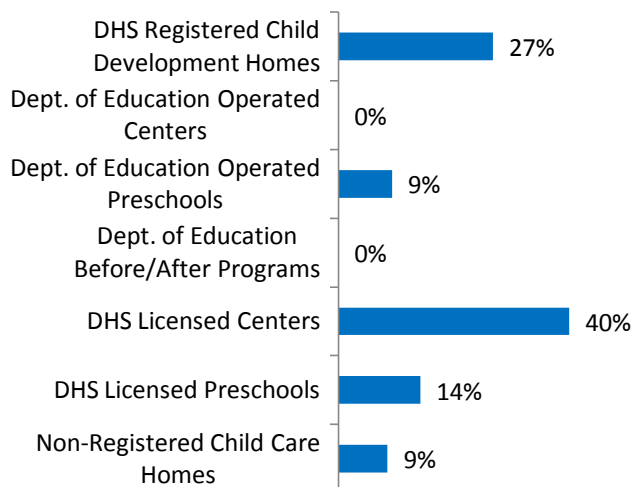 DHS Registered Child
Development Homes
27%
Dept. of Education Operated
Centers
0%
Dept. of Education Operated
Preschools
9%
Dept. of Education
Before/After Programs
0%
DHS Licensed Centers
40%
DHS Licensed Preschools
14%
Non-Registered Child Care
Homes
9%